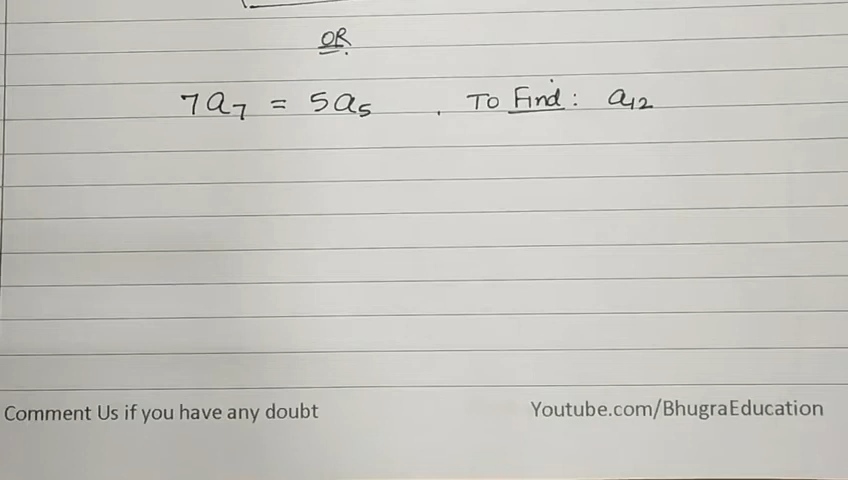 OR
7a₇ = 5a₅ . To Find : a₁₂
Comment Us if you have any doubt
Youtube.com/BhugraEducation